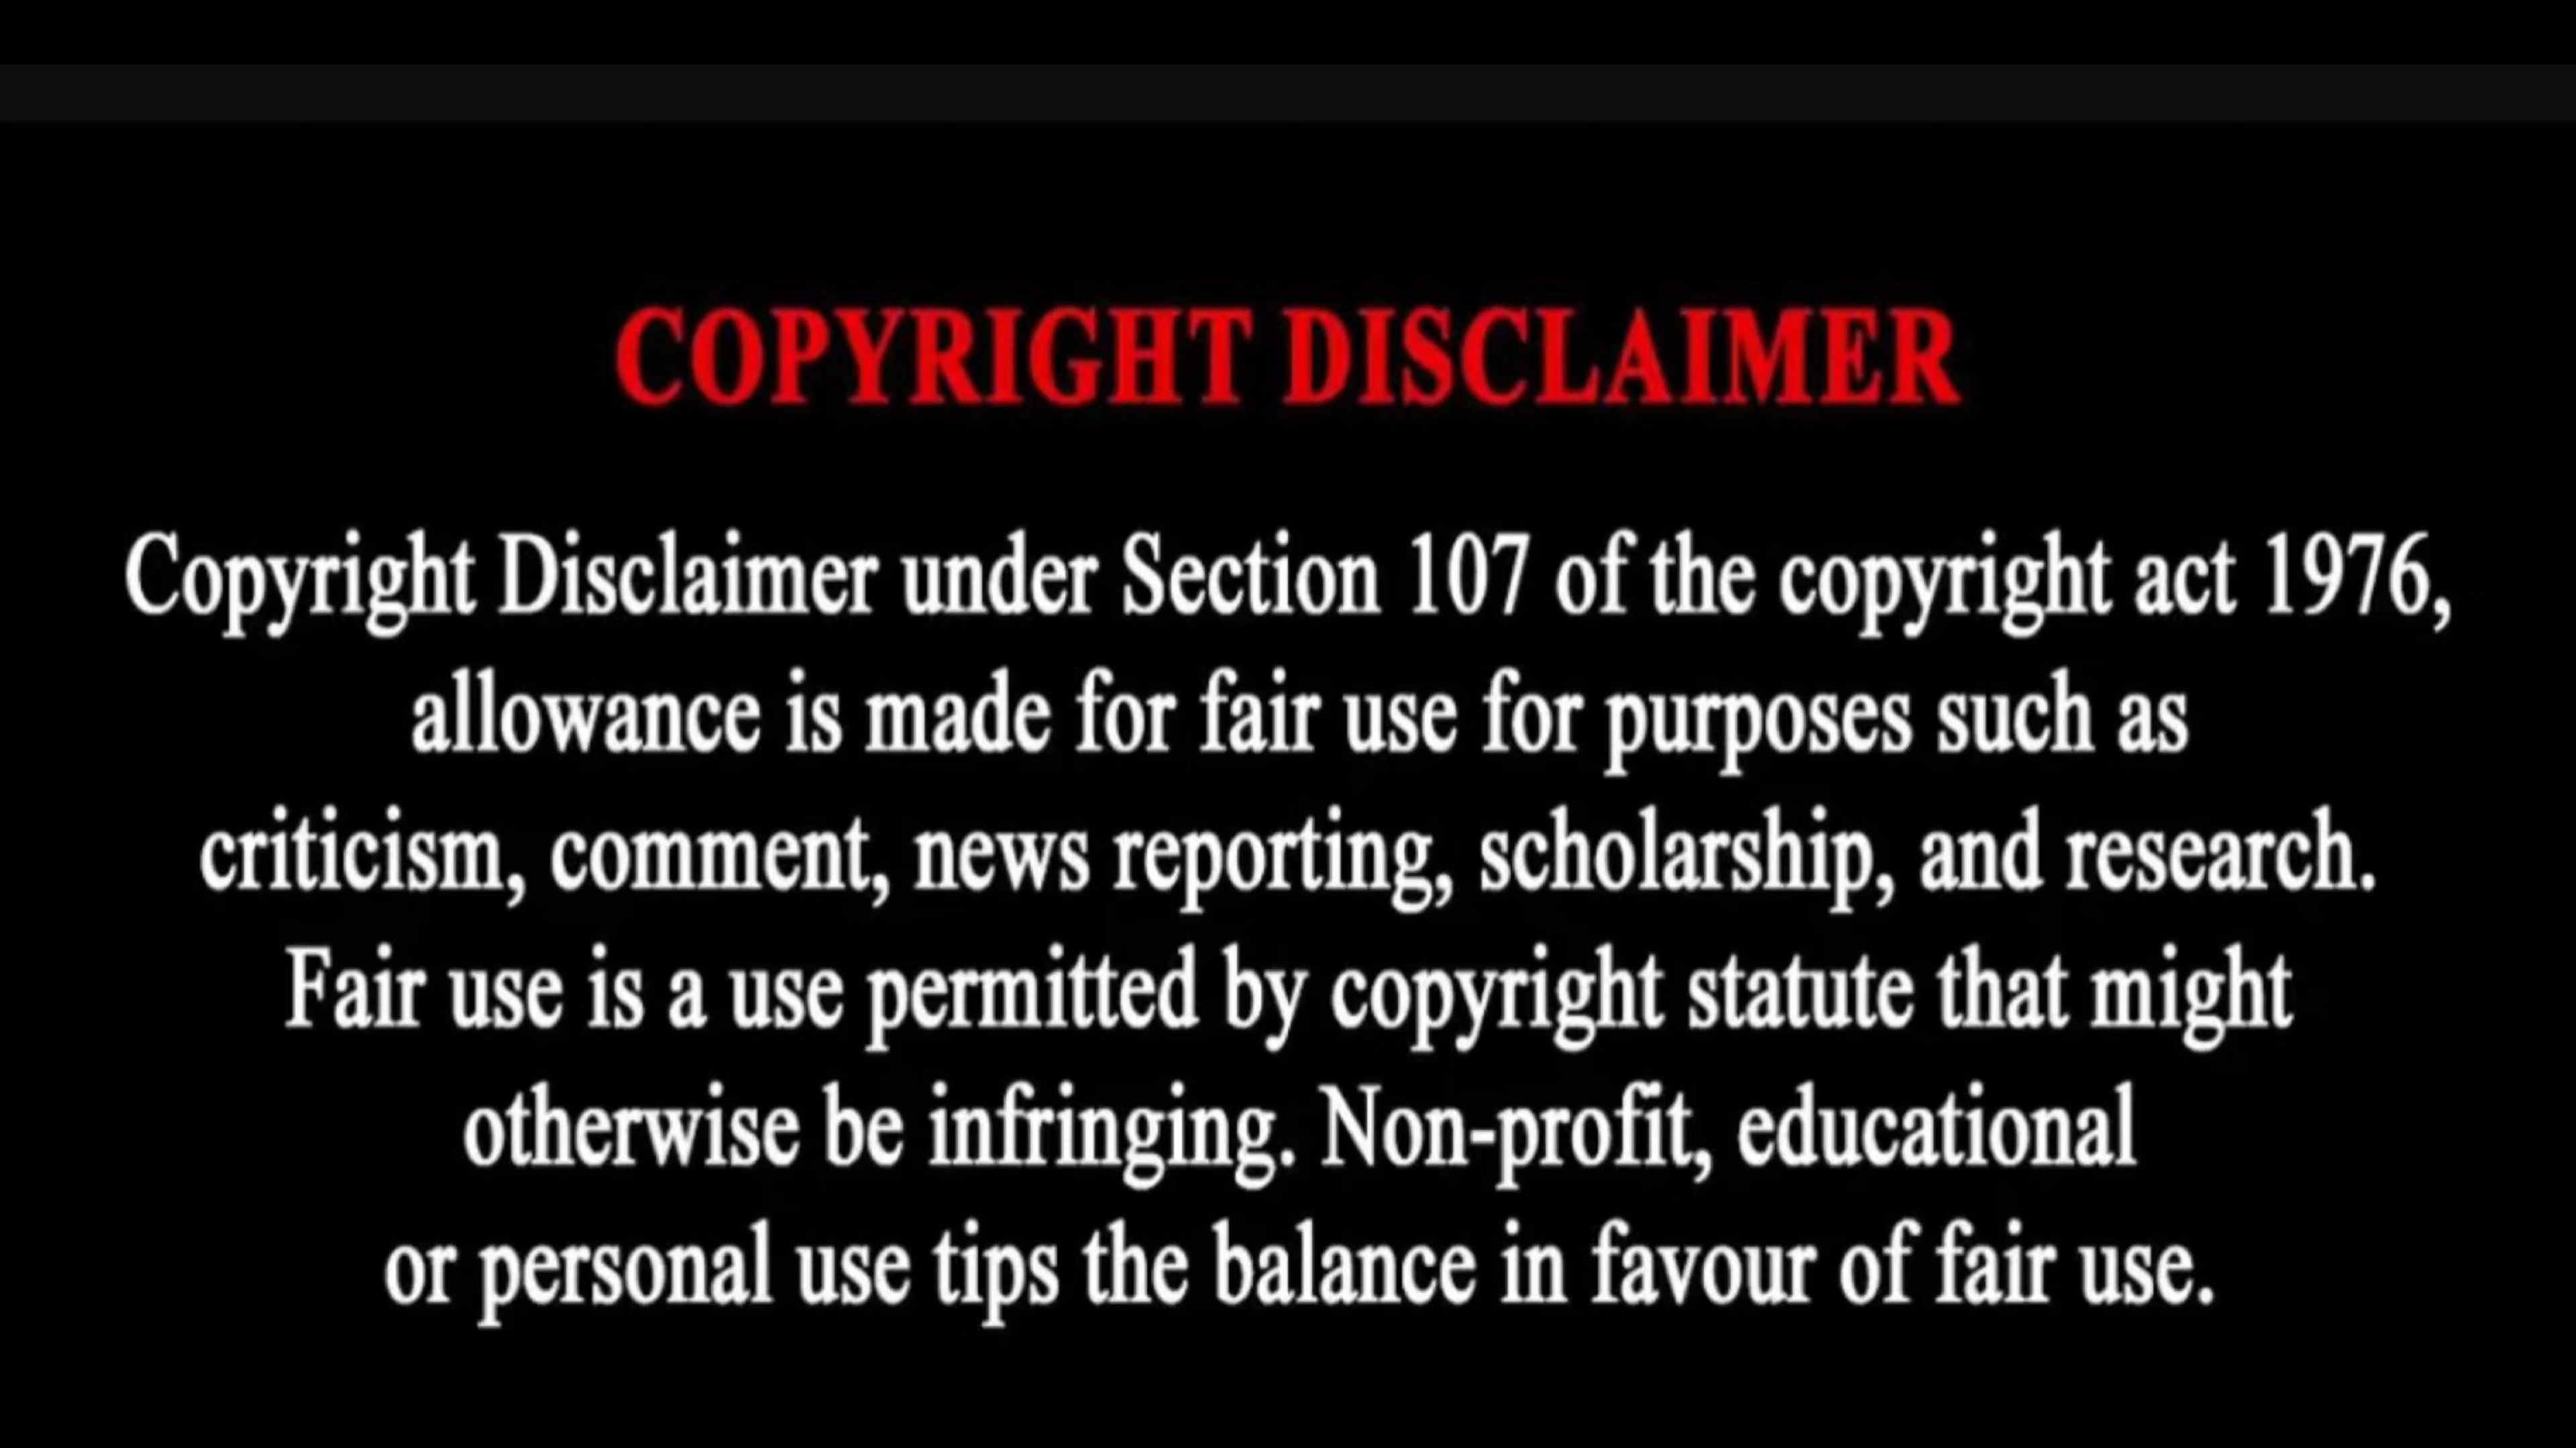 COPYRIGHT DISCLAIMER
Copyright Disclaimer under Section 107 of the copyright act 1976,
allowance is made for fair use for purposes such as
criticism, comment, news reporting, scholarship, and research.
Fair use is a use permitted by copyright statute that might
otherwise be infringing. Non-profit, educational
or personal use tips the balance in favour of fair use.